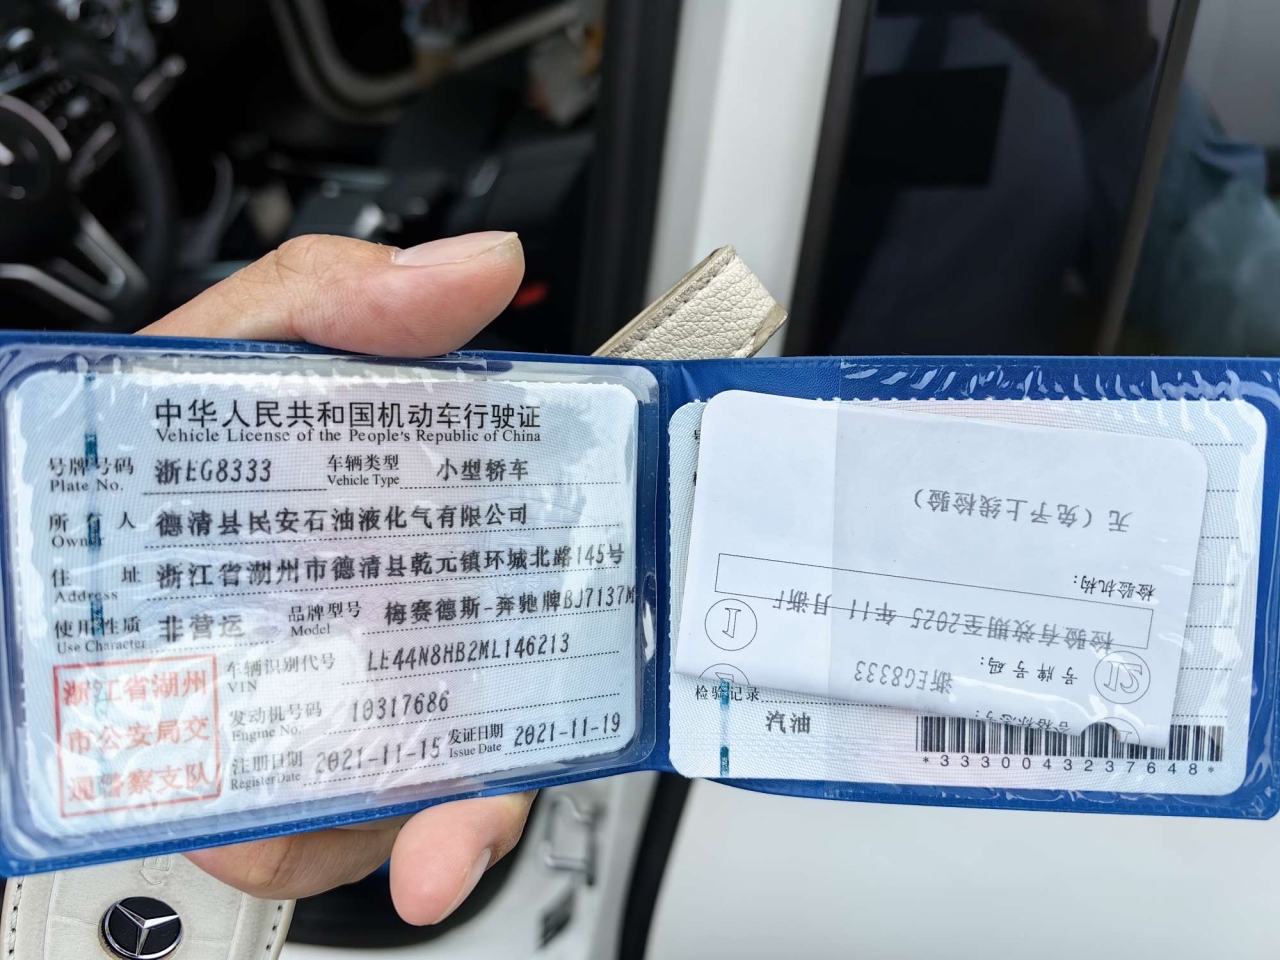 中华人民共和国机动车行驶证
Vehicle License of the People's Republic of China
号牌号码 浙EG8333 车辆类型 小型轿车
Plate No. Vehicle Type
所有人 德清县民安石油液化气有限公司
Owner
住址 浙江省湖州市德清县乾元镇环城北路145号
Address
使用性质 非营运 品牌型号 梅赛德斯-奔驰牌BJ7137M
Use Character Model
浙江省湖州
市公安局交
通警察支队
车辆识别代号 LE44N8HB2ML146213
VIN
发动机号码 10317686
Engine No.
注册日期 2021-11-15 发证日期 2021-11-19
Register Date Issue Date
无(免予上线检验)
检验机构:
检验有效期至2025 年11 月浙F
1
号牌号码: 浙EG8333
12
检验记录
汽油
*3330043237648*